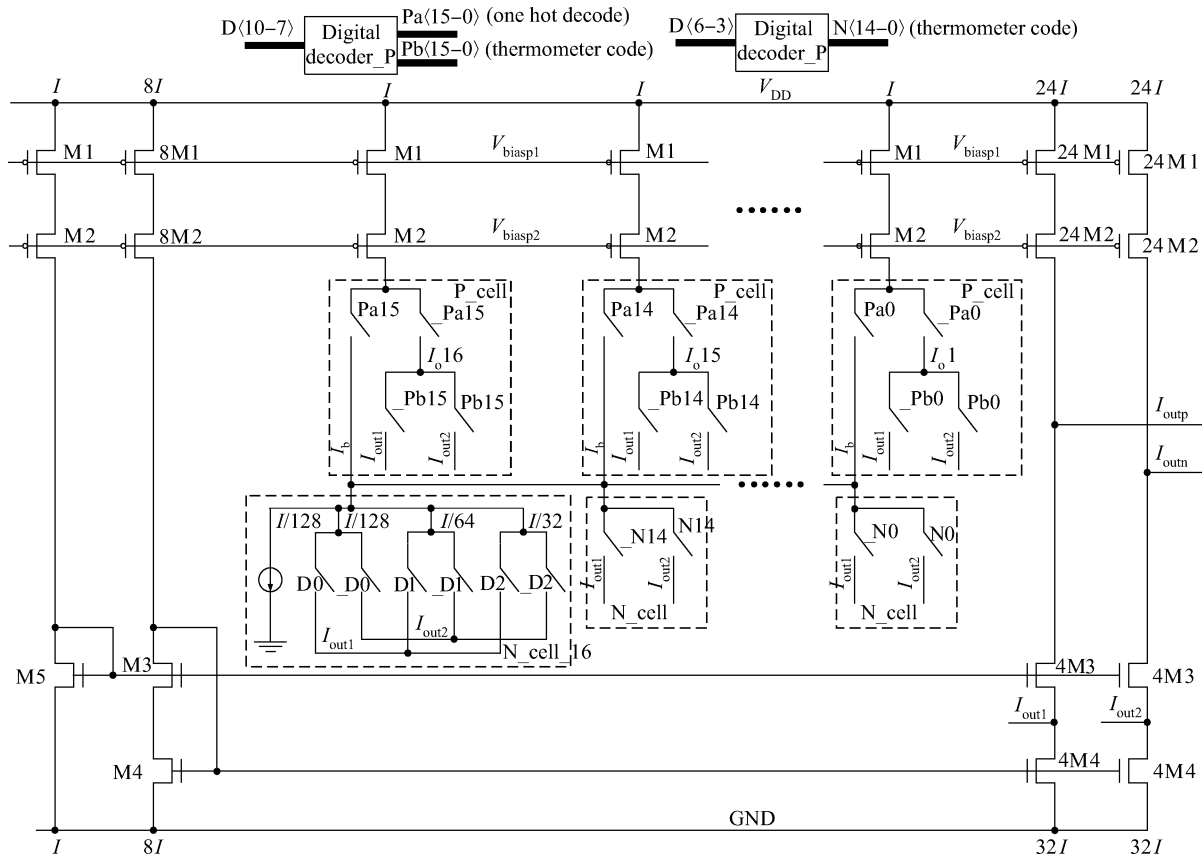 D⟨10–7⟩
Digital
decoder_P
Pa⟨15–0⟩ (one hot decode)
Pb⟨15–0⟩ (thermometer code)
D⟨6–3⟩
Digital
decoder_P
N⟨14–0⟩ (thermometer code)
I 8I I I VDD I 24I 24I
M1 8M1 M1 Vbiasp1 M1 M1 Vbiasp1 24 M1 24 M1
M2 8M2 M2 Vbiasp2 M2 M2 Vbiasp2 24M2 24M2
P_cell P_cell P_cell
Pa15 _Pa15 Pa14 _Pa14 Pa0 _Pa0
Io16 Io15 Io1
_Pb15 Pb15 _Pb14 Pb14 _Pb0 Pb0
Ib Iout1 Iout2 Ib Iout1 Iout2 Ib Iout1 Iout2
Ioutp
Ioutn
I/128 I/128 I/64 I/32
_N14 N14 _N0 N0
D0 _D0 D1 _D1 D2 _D2
Iout1 Iout2 Iout1 Iout2
N_cell N_cell
Iout1 Iout2
N_cell_16
M5 M3 4M3 4M3
Iout1 Iout2
M4 4M4 4M4
GND
I 8I 32I 32I